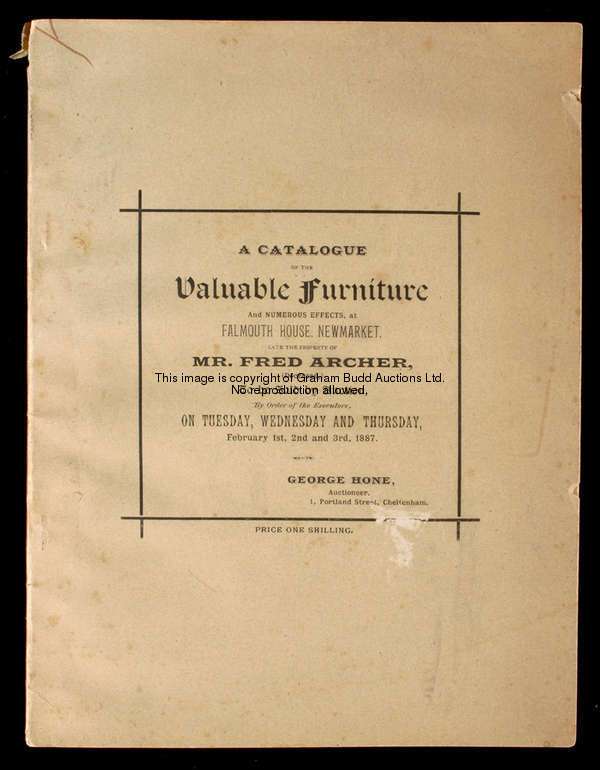 A CATALOGUE
OF THE
Valuable Furniture
And NUMEROUS EFFECTS, at
FALMOUTH HOUSE, NEWMARKET,
LATE THE PROPERTY OF
MR. FRED ARCHER,
This image is copyright of Graham Budd Auctions Ltd.
No reproduction allowed,
By Order of the Executors,
ON TUESDAY, WEDNESDAY AND THURSDAY,
February 1st, 2nd and 3rd, 1887.
GEORGE HONE,
Auctioneer.
1, Portland Street, Cheltenham.
PRICE ONE SHILLING.